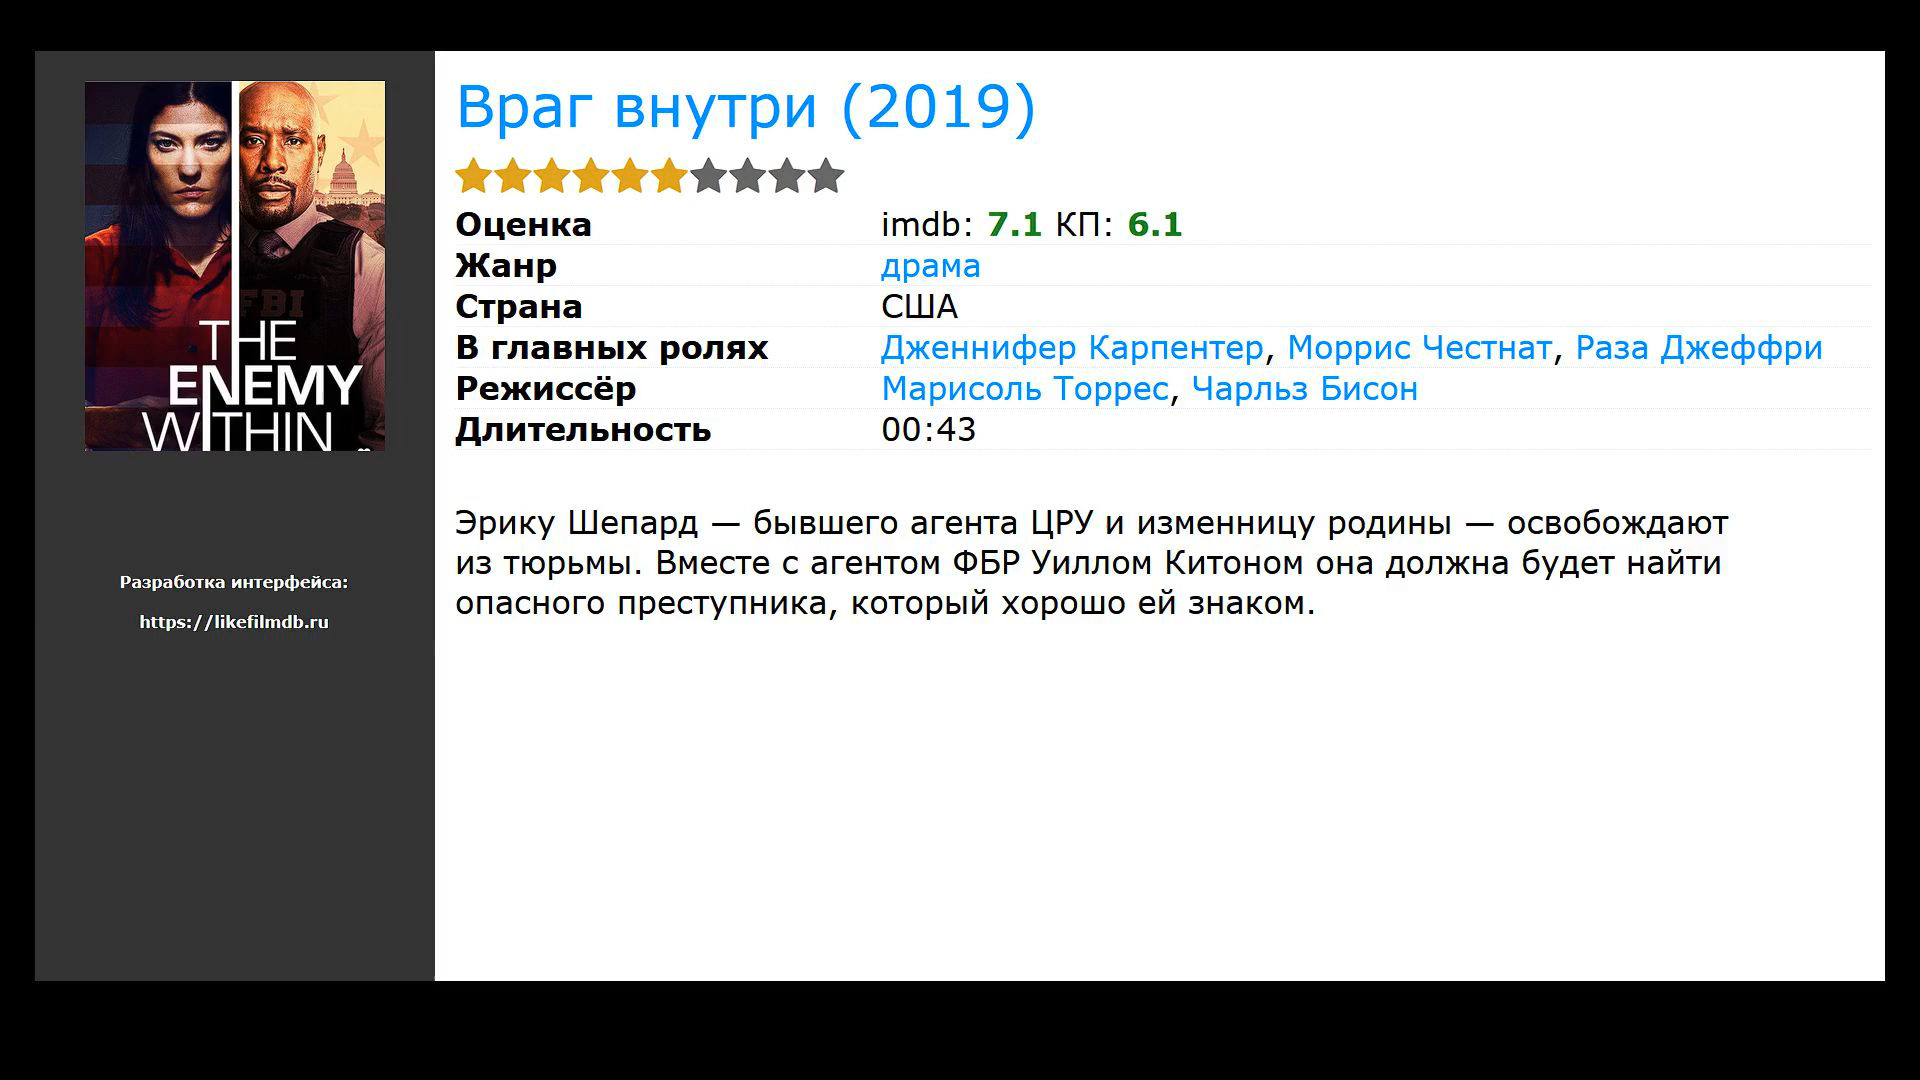 Враг внутри (2019)
Оценка imdb: 7.1 КП: 6.1
Жанр драма
Страна США
В главных ролях Дженнифер Карпентер, Моррис Честнат, Раза Джеффри
Режиссёр Марисоль Торрес, Чарльз Бисон
Длительность 00:43
Эрику Шепард — бывшего агента ЦРУ и изменницу родины — освобождают
из тюрьмы. Вместе с агентом ФБР Уиллом Китоном она должна будет найти
опасного преступника, который хорошо ей знаком.
FBI
THE
ENEMY
WITHIN
Разработка интерфейса:
https://likefilmdb.ru